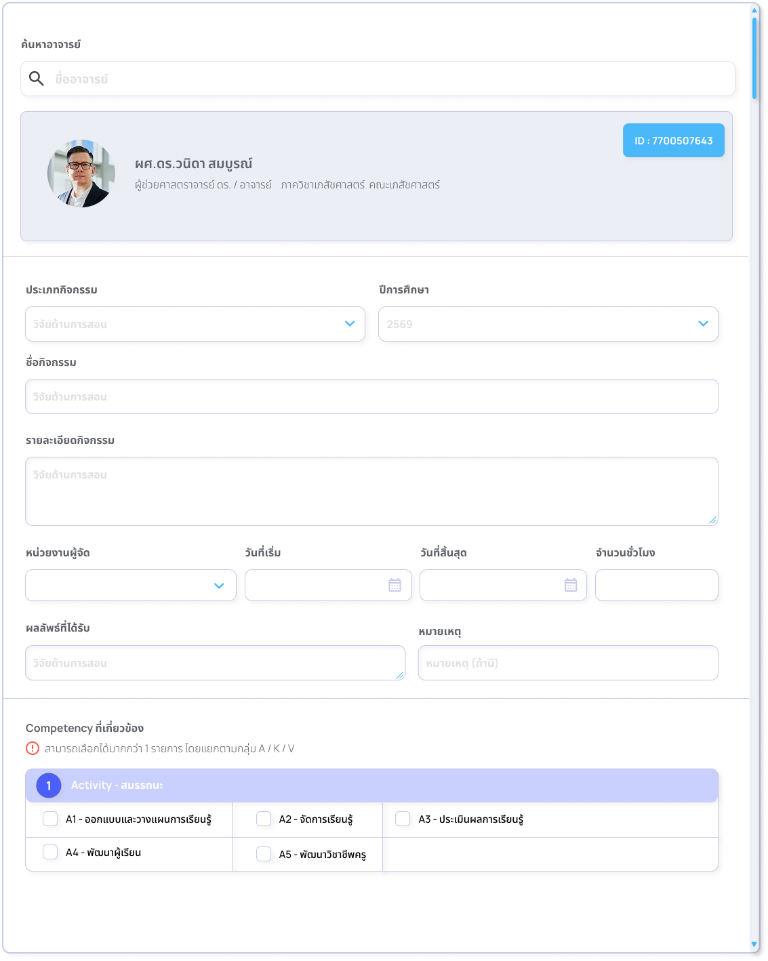 ค้นหาอาจารย์
ชื่ออาจารย์
ID : 7700507643
ผศ.ดร.วนิดา สมบูรณ์
ผู้ช่วยศาสตราจารย์ ดร. / อาจารย์ ภาควิชาเภสัชศาสตร์ คณะเภสัชศาสตร์
ประเภทกิจกรรม ปีการศึกษา
วิจัยด้านการสอน 2569
ชื่อกิจกรรม
วิจัยด้านการสอน
รายละเอียดกิจกรรม
วิจัยด้านการสอน
หน่วยงานผู้จัด วันที่เริ่ม วันที่สิ้นสุด จำนวนชั่วโมง
ผลลัพธ์ที่ได้รับ หมายเหตุ
วิจัยด้านการสอน หมายเหตุ (ถ้ามี)
Competency ที่เกี่ยวข้อง
สามารถเลือกได้มากกว่า 1 รายการ โดยแยกตามกลุ่ม A / K / V
1 Activity - สมรรถนะ
A1 - ออกแบบและวางแผนการเรียนรู้ A2 - จัดการเรียนรู้ A3 - ประเมินผลการเรียนรู้
A4 - พัฒนาผู้เรียน A5 - พัฒนาวิชาชีพครู